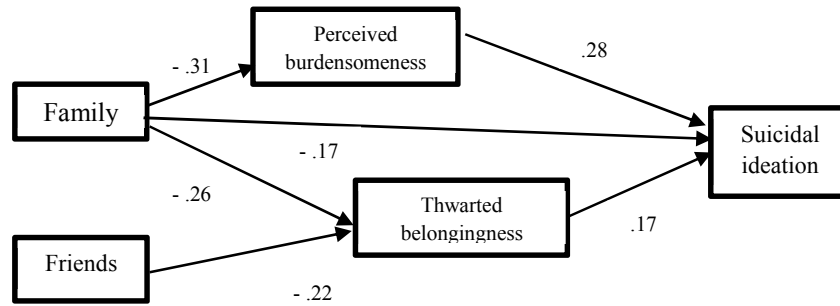 Perceived
burdensomeness
- .31
.28
Family
Suicidal
ideation
- .17
- .26
Thwarted
belongingness
.17
Friends
- .22